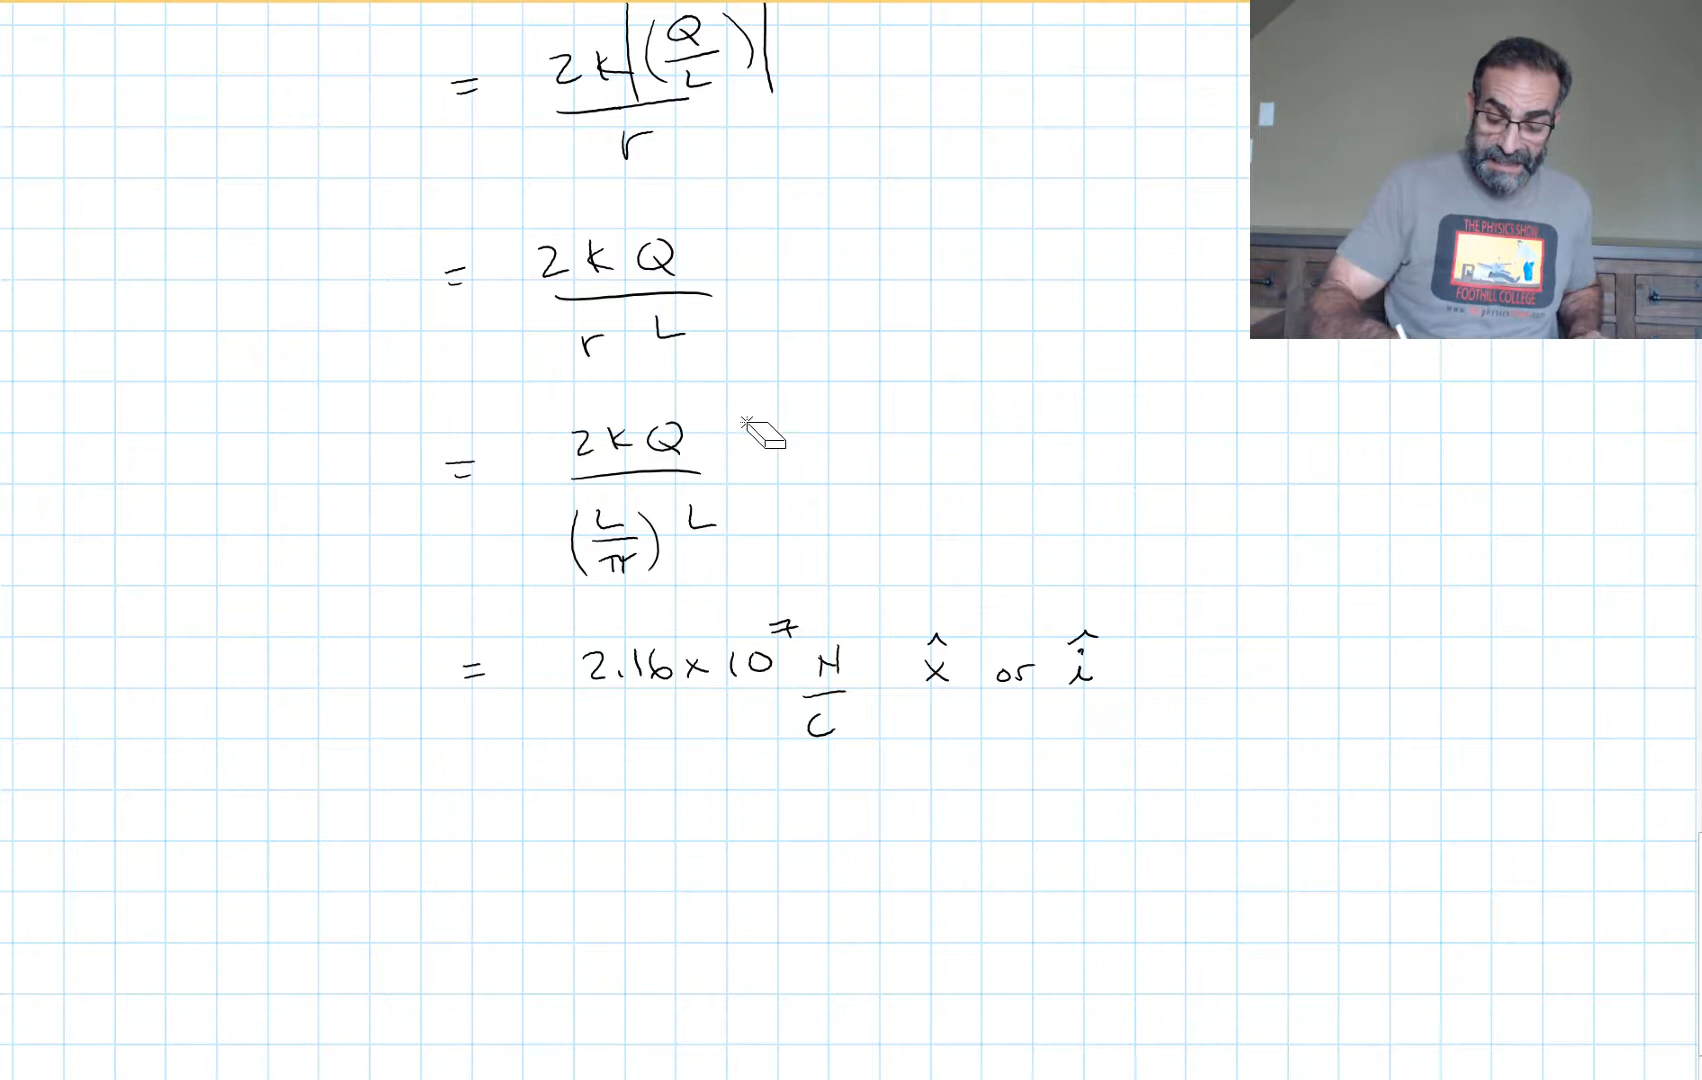 = 2k|(Q/L)| / r
= 2kQ / r L
= 2kQ / (L/π) L
= 2.16 × 10^7 N/C x̂ or î
THE PHYSICS SHOW
FOOTHILL COLLEGE